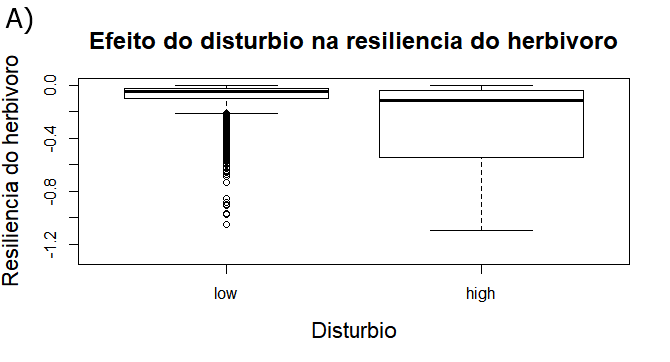 A)
Efeito do disturbio na resiliencia do herbivoro
Resiliencia do herbivoro
0.0
-0.4
-0.8
-1.2
low
high
Disturbio